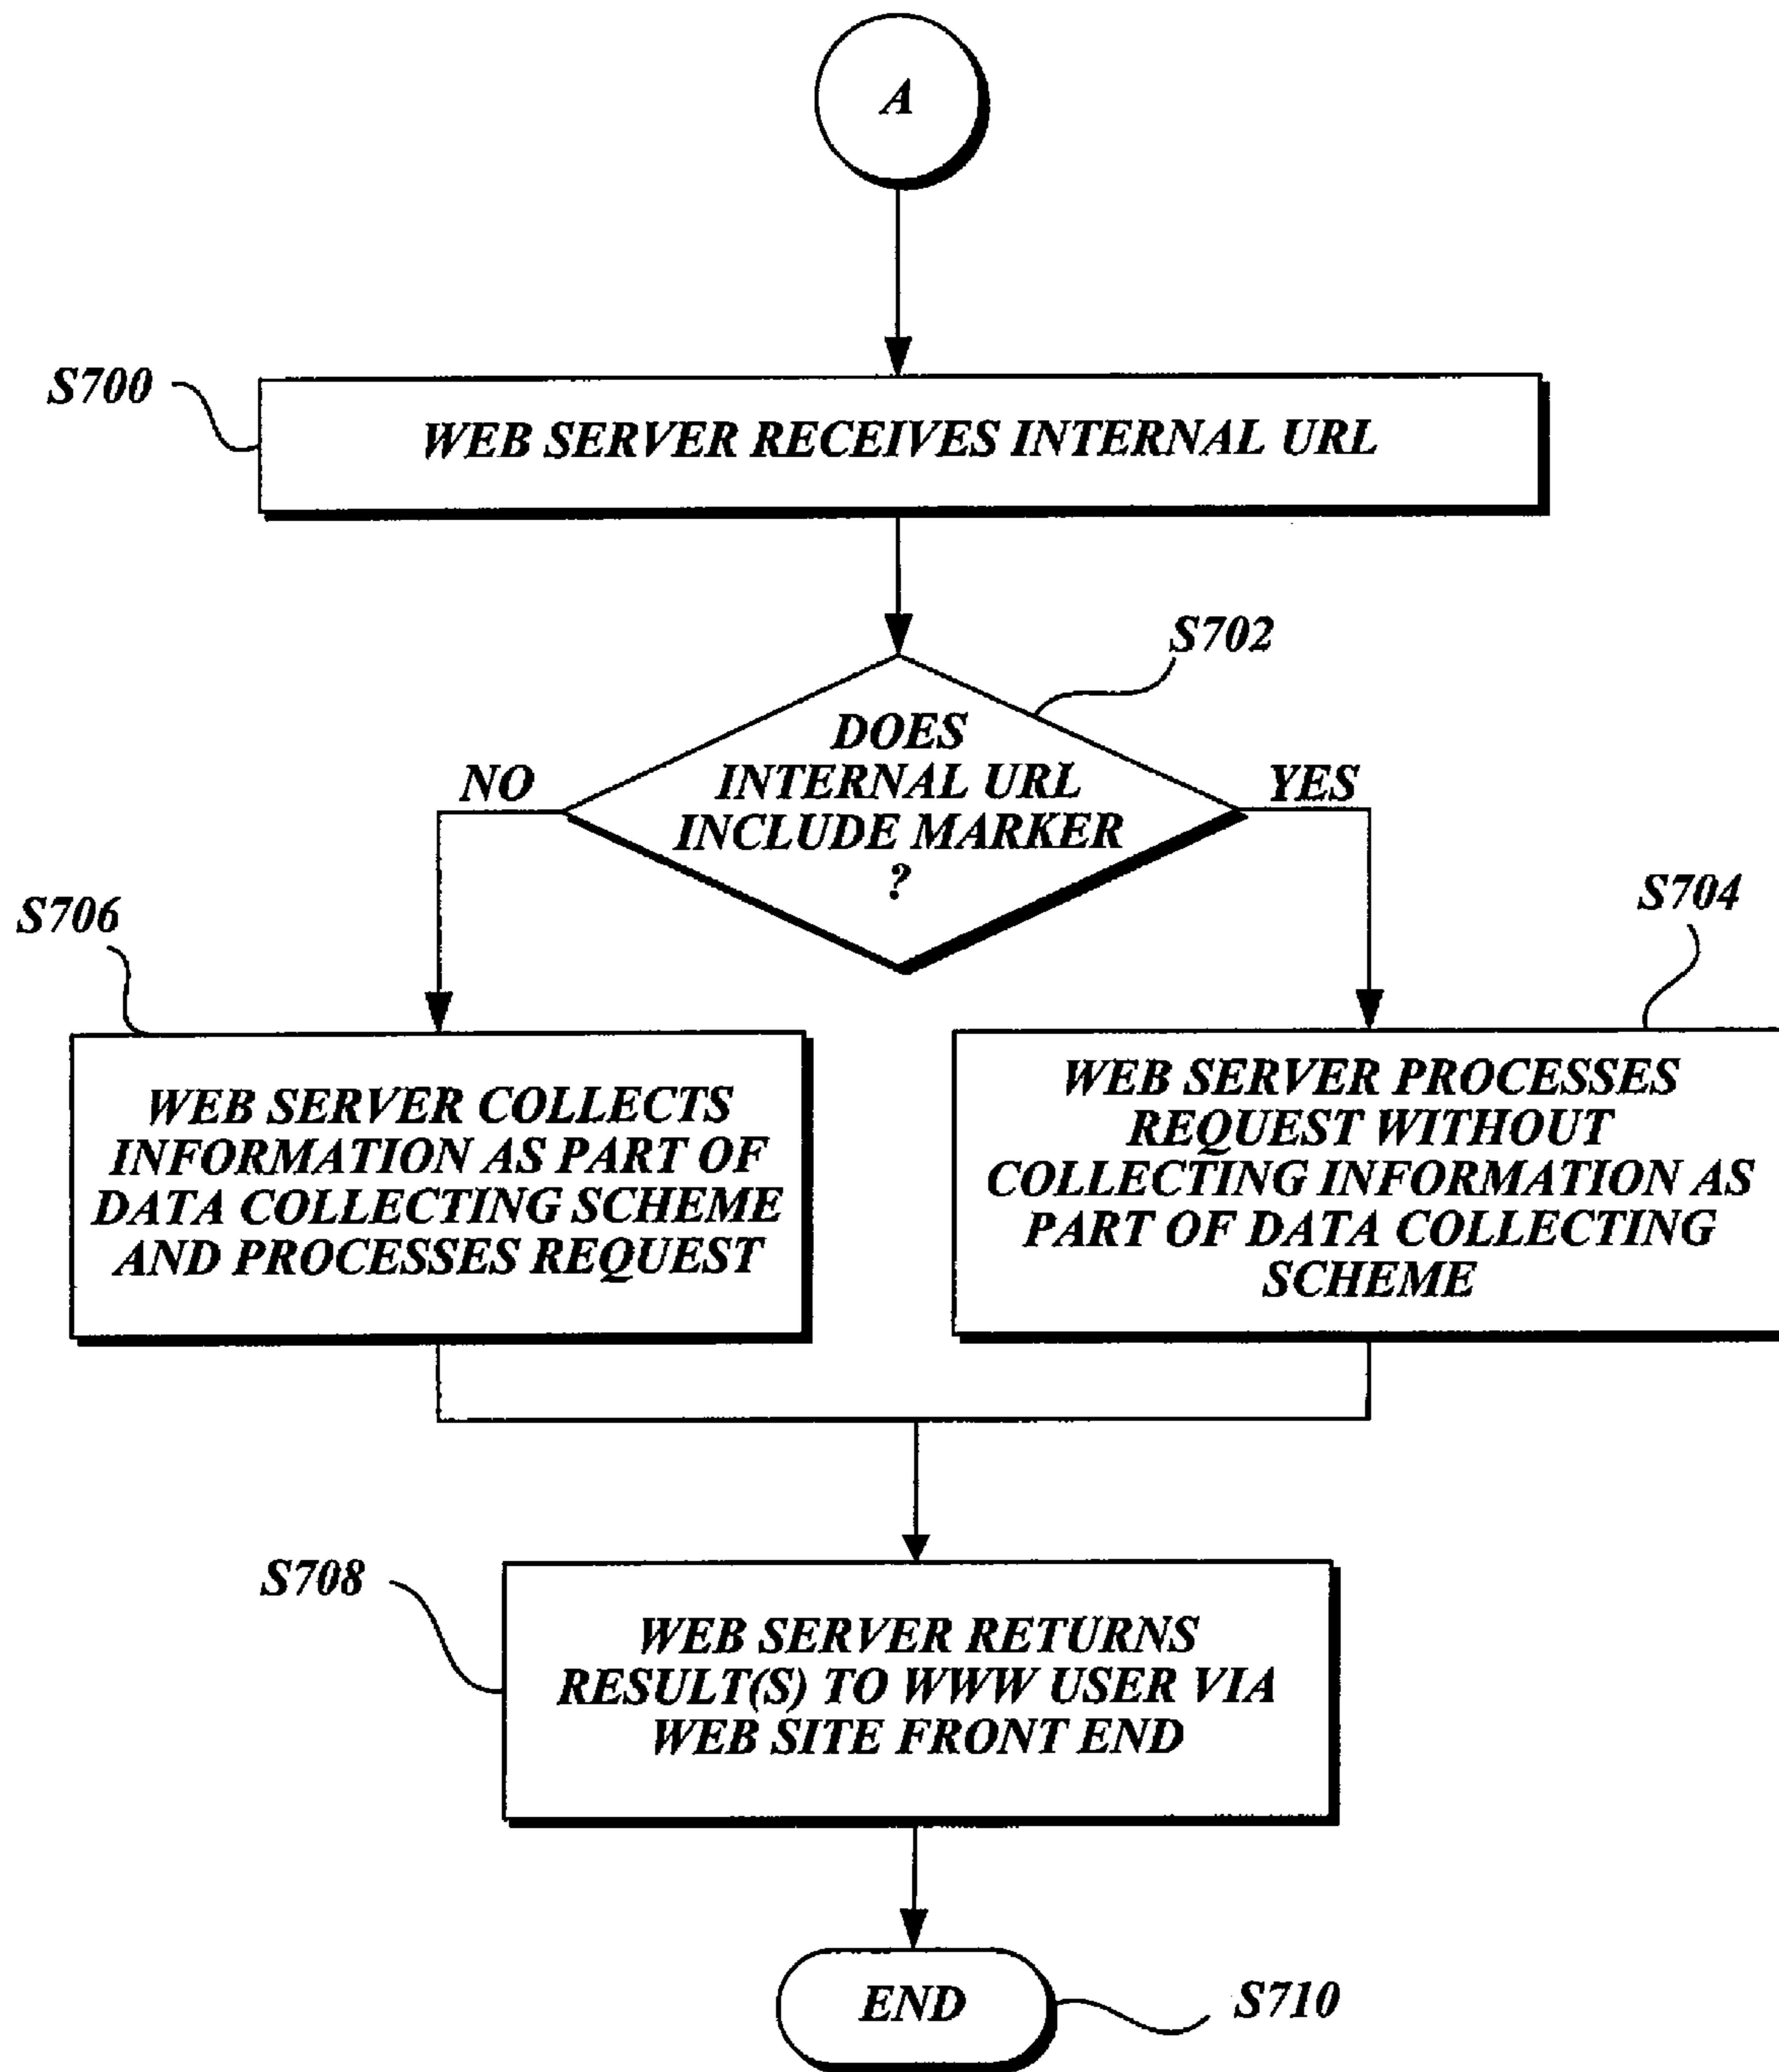 A
S700
WEB SERVER RECEIVES INTERNAL URL
S702
DOES
INTERNAL URL
INCLUDE MARKER
?
NO
YES
S706
S704
WEB SERVER COLLECTS
INFORMATION AS PART OF
DATA COLLECTING SCHEME
AND PROCESSES REQUEST
WEB SERVER PROCESSES
REQUEST WITHOUT
COLLECTING INFORMATION AS
PART OF DATA COLLECTING
SCHEME
S708
WEB SERVER RETURNS
RESULT(S) TO WWW USER VIA
WEB SITE FRONT END
END
S710